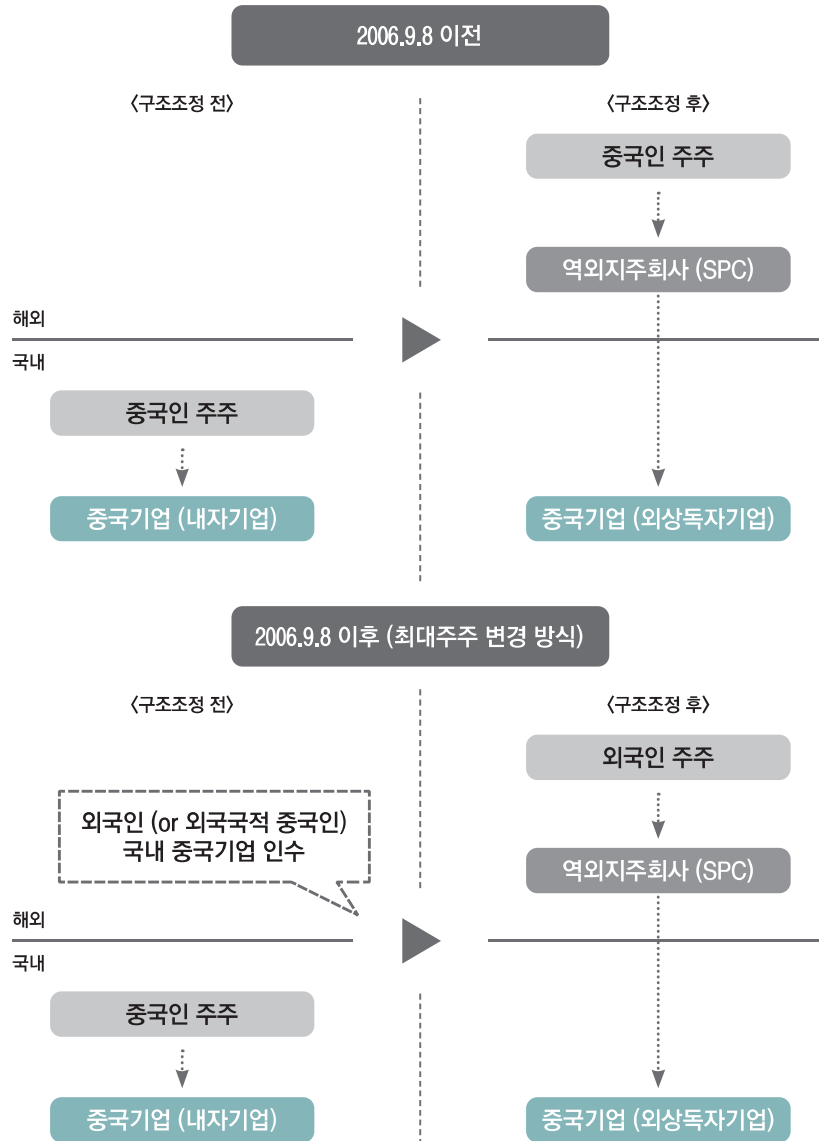 2006.9.8 이전
〈구조조정 전〉
〈구조조정 후〉
중국인 주주
역외지주회사 (SPC)
해외
국내
중국인 주주
중국기업 (내자기업)
중국기업 (외상독자기업)
2006.9.8 이후 (최대주주 변경 방식)
〈구조조정 전〉
〈구조조정 후〉
외국인 주주
외국인 (or 외국국적 중국인)
국내 중국기업 인수
역외지주회사 (SPC)
해외
국내
중국인 주주
중국기업 (내자기업)
중국기업 (외상독자기업)